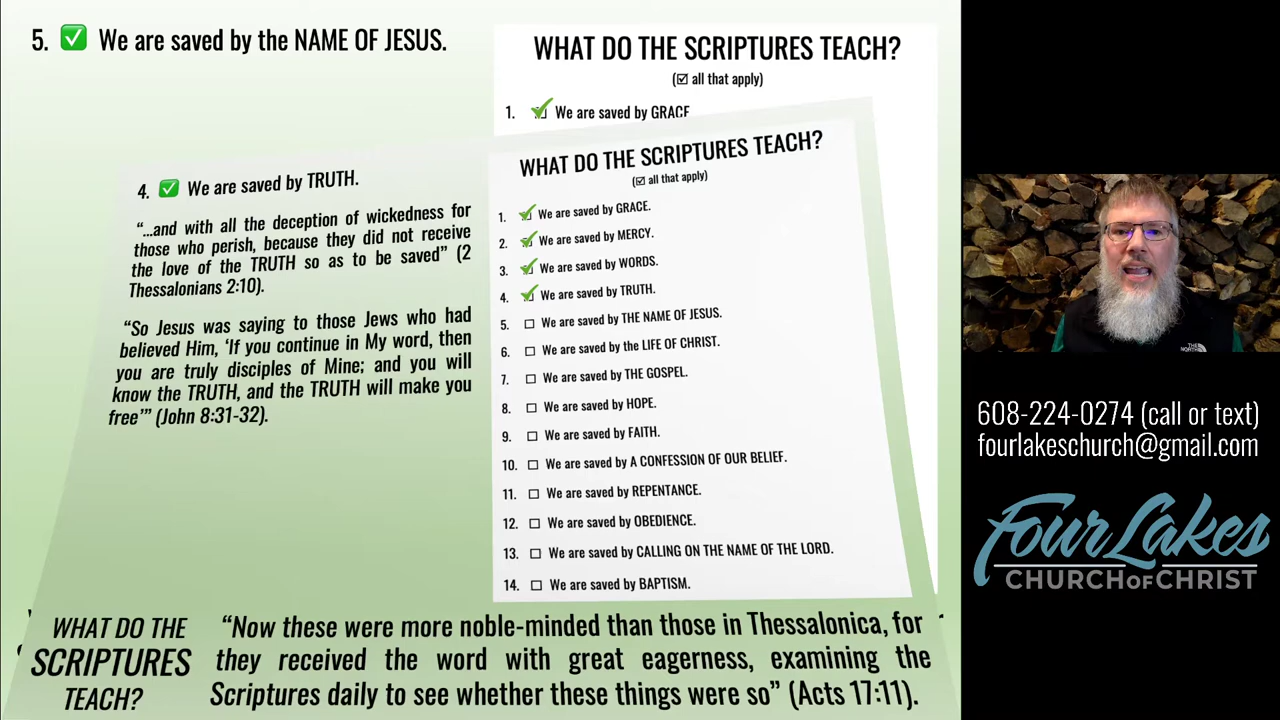 5. ✅ We are saved by the NAME OF JESUS.
WHAT DO THE SCRIPTURES TEACH?
(☑ all that apply)
1. We are saved by GRACE
4. ✅ We are saved by TRUTH.
“...and with all the deception of wickedness for
those who perish, because they did not receive
the love of the TRUTH so as to be saved” (2
Thessalonians 2:10).
“So Jesus was saying to those Jews who had
believed Him, ‘If you continue in My word, then
you are truly disciples of Mine; and you will
know the TRUTH, and the TRUTH will make you
free’” (John 8:31-32).
WHAT DO THE SCRIPTURES TEACH?
(☑ all that apply)
1. We are saved by GRACE.
2. We are saved by MERCY.
3. We are saved by WORDS.
4. We are saved by TRUTH.
5. ☐ We are saved by THE NAME OF JESUS.
6. ☐ We are saved by the LIFE OF CHRIST.
7. ☐ We are saved by THE GOSPEL.
8. ☐ We are saved by HOPE.
9. ☐ We are saved by FAITH.
10. ☐ We are saved by A CONFESSION OF OUR BELIEF.
11. ☐ We are saved by REPENTANCE.
12. ☐ We are saved by OBEDIENCE.
13. ☐ We are saved by CALLING ON THE NAME OF THE LORD.
14. ☐ We are saved by BAPTISM.
WHAT DO THE
SCRIPTURES
TEACH?
“Now these were more noble-minded than those in Thessalonica, for
they received the word with great eagerness, examining the
Scriptures daily to see whether these things were so” (Acts 17:11).
THE
NORTH
608-224-0274 (call or text)
fourlakeschurch@gmail.com
Four Lakes
CHURCH OF CHRIST